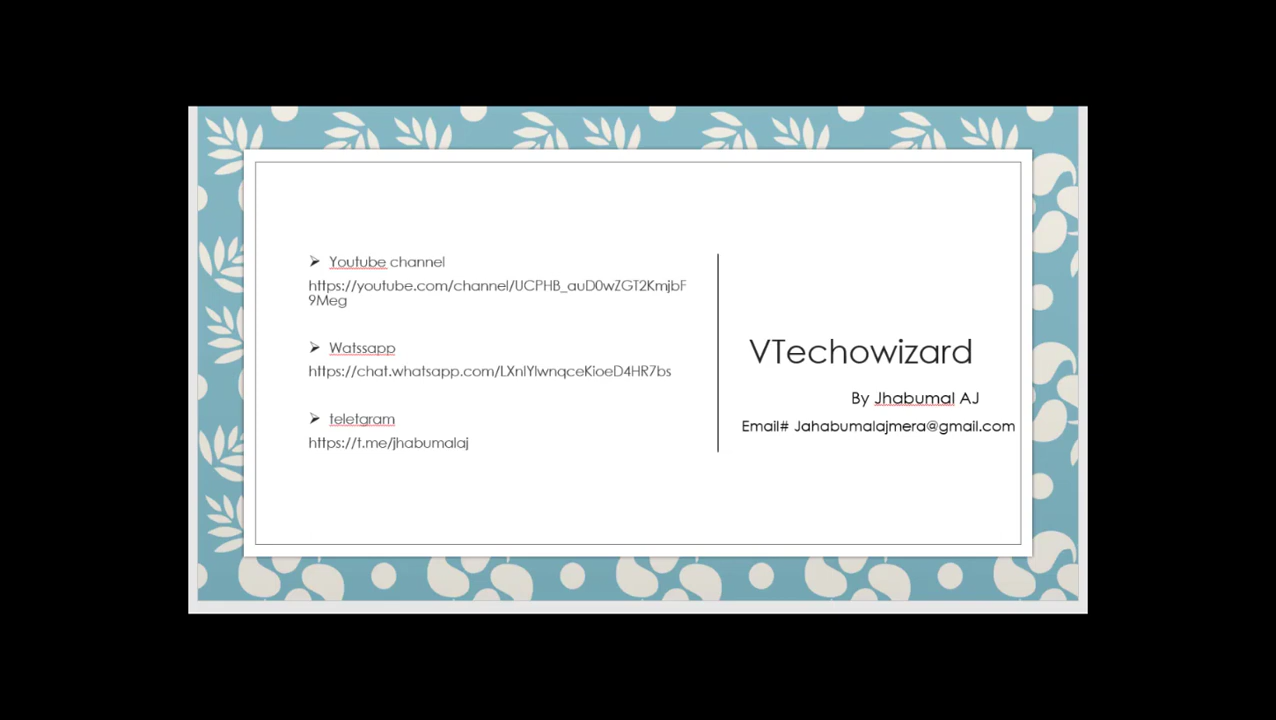 ➢ Youtube channel
https://youtube.com/channel/UCPHB_auD0wZGT2KmjbF
9Meg
➢ Watssapp
https://chat.whatsapp.com/LXnlYlwnqceKioeD4HR7bs
➢ teletgram
https://t.me/jhabumalaj
VTechowizard
By Jhabumal AJ
Email# Jahabumalajmera@gmail.com